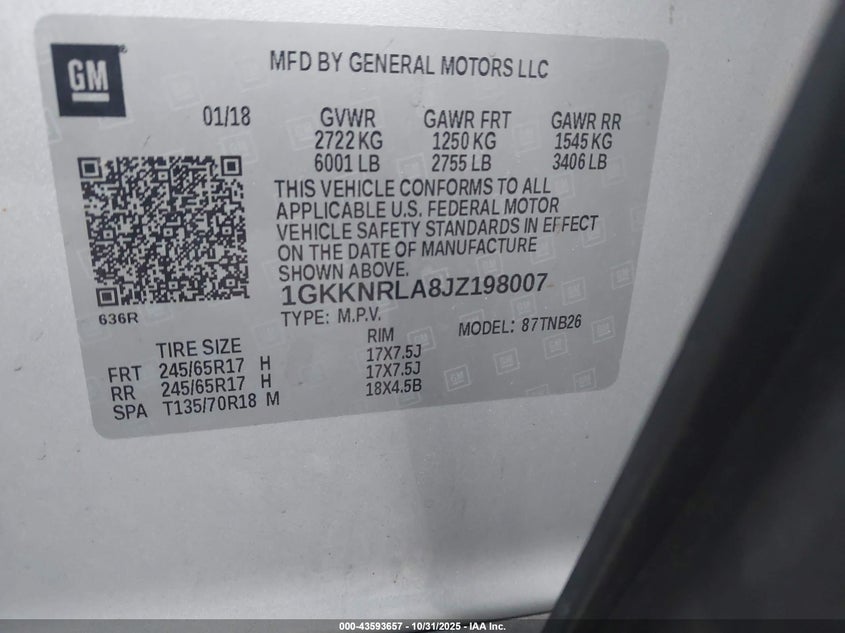 GM
MFD BY GENERAL MOTORS LLC
01/18 GVWR GAWR FRT GAWR RR
2722 KG 1250 KG 1545 KG
6001 LB 2755 LB 3406 LB
THIS VEHICLE CONFORMS TO ALL
APPLICABLE U.S. FEDERAL MOTOR
VEHICLE SAFETY STANDARDS IN EFFECT
ON THE DATE OF MANUFACTURE
SHOWN ABOVE.
1GKKNRLA8JZ198007
636R
TYPE: M.P.V. MODEL: 87TNB26
TIRE SIZE RIM
FRT 245/65R17 H 17X7.5J
RR 245/65R17 H 17X7.5J
SPA T135/70R18 M 18X4.5B
000-43593657 - 10/31/2025 - IAA Inc.